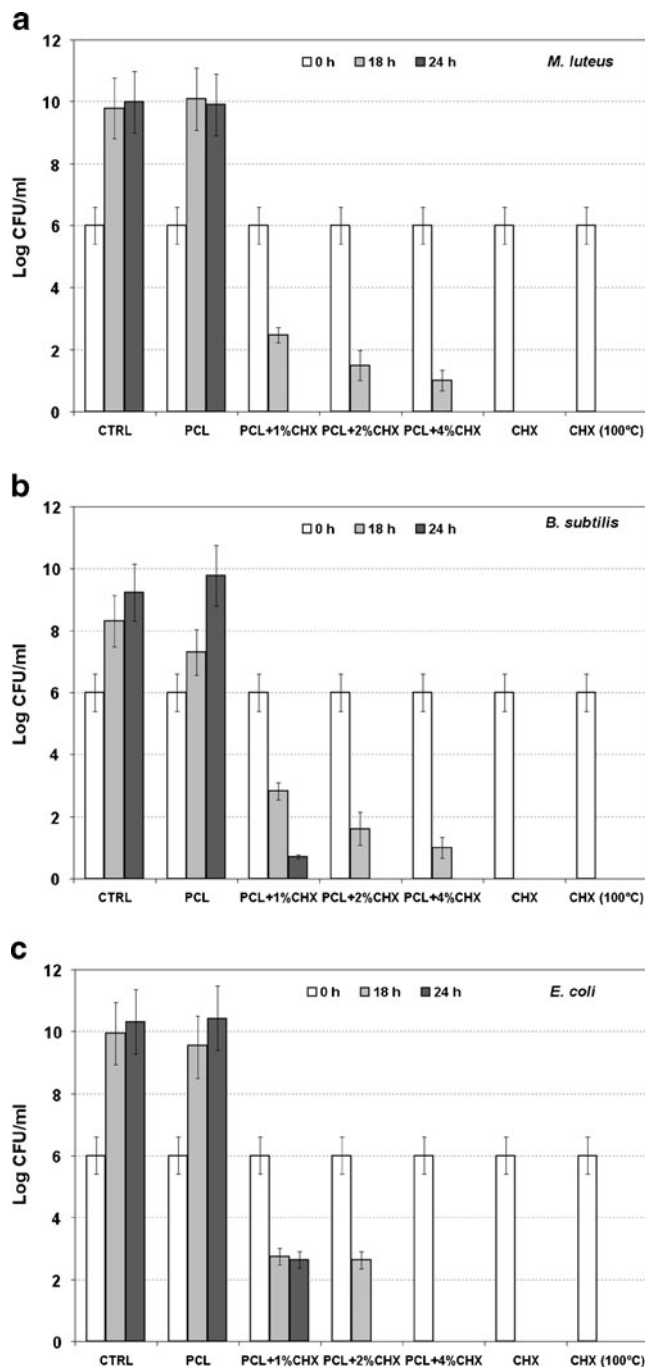 a
12
10
8
6
4
2
0
Log CFU/ml
0 h 18 h 24 h
M. luteus
CTRL PCL PCL+1%CHX PCL+2%CHX PCL+4%CHX CHX CHX (100ºC)
b
12
10
8
6
4
2
0
Log CFU/ml
0 h 18 h 24 h
B. subtilis
CTRL PCL PCL+1%CHX PCL+2%CHX PCL+4%CHX CHX CHX (100ºC)
c
12
10
8
6
4
2
0
Log CFU/ml
0 h 18 h 24 h
E. coli
CTRL PCL PCL+1%CHX PCL+2%CHX PCL+4%CHX CHX CHX (100ºC)